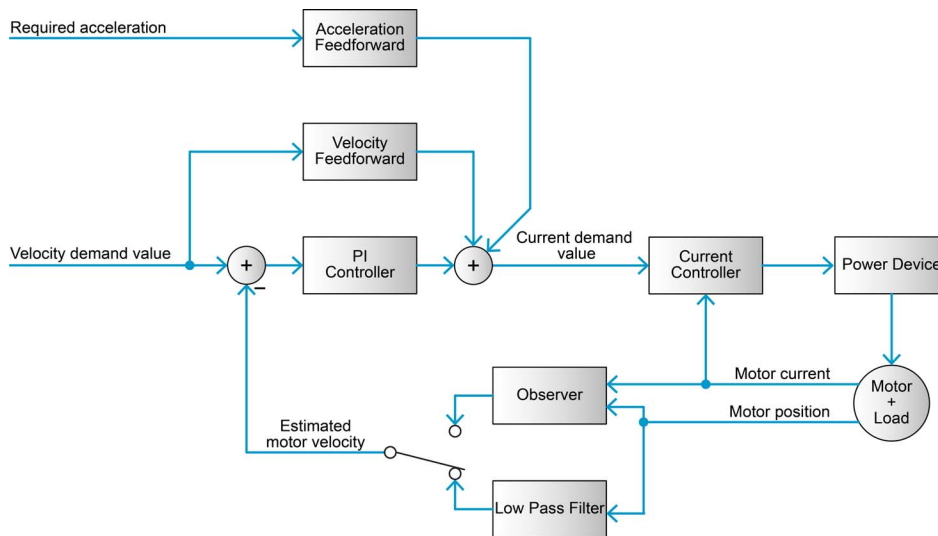 Required acceleration
Acceleration
Feedforward
Velocity
Feedforward
Velocity demand value
+
−
PI
Controller
+
Current demand
value
Current
Controller
Power Device
Motor current
Motor
+
Load
Observer
Motor position
Estimated
motor velocity
Low Pass Filter